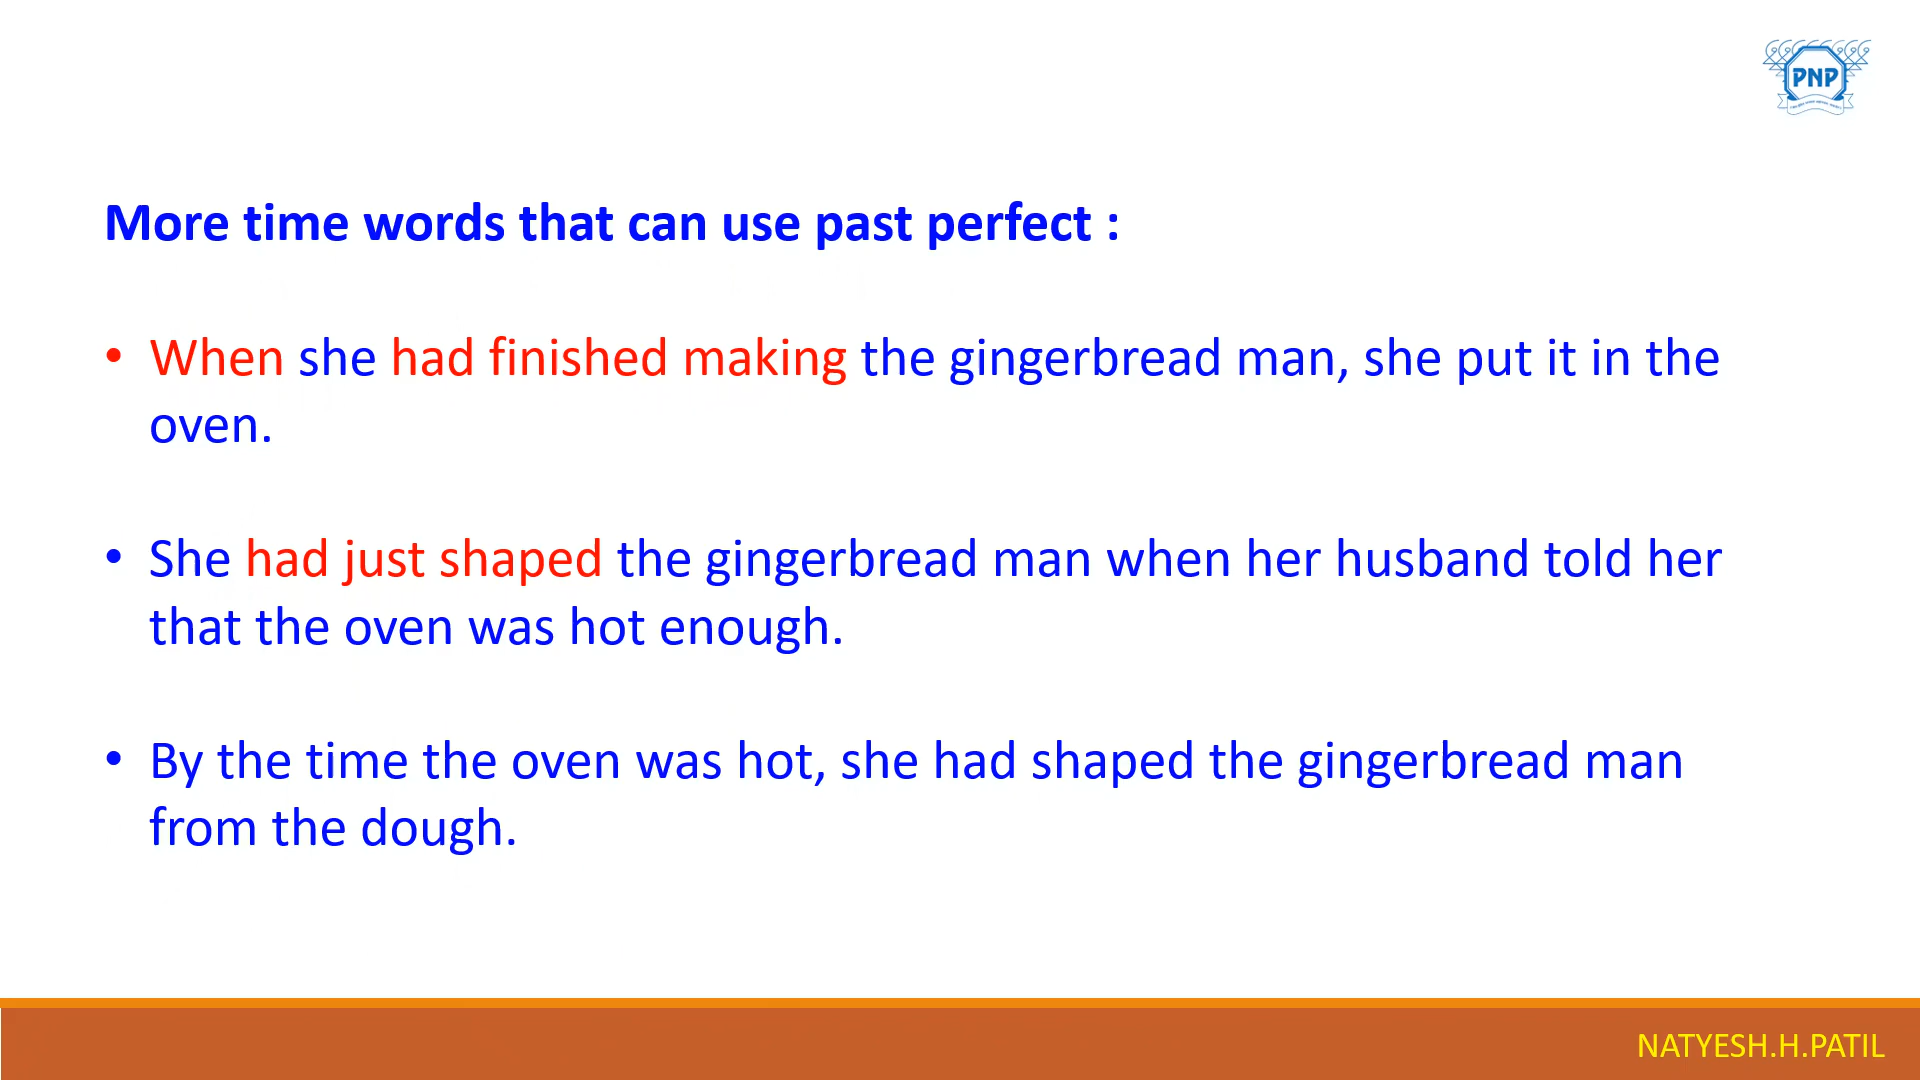 PNP
More time words that can use past perfect :
• When she had finished making the gingerbread man, she put it in the
oven.
• She had just shaped the gingerbread man when her husband told her
that the oven was hot enough.
• By the time the oven was hot, she had shaped the gingerbread man
from the dough.
NATYESH.H.PATIL